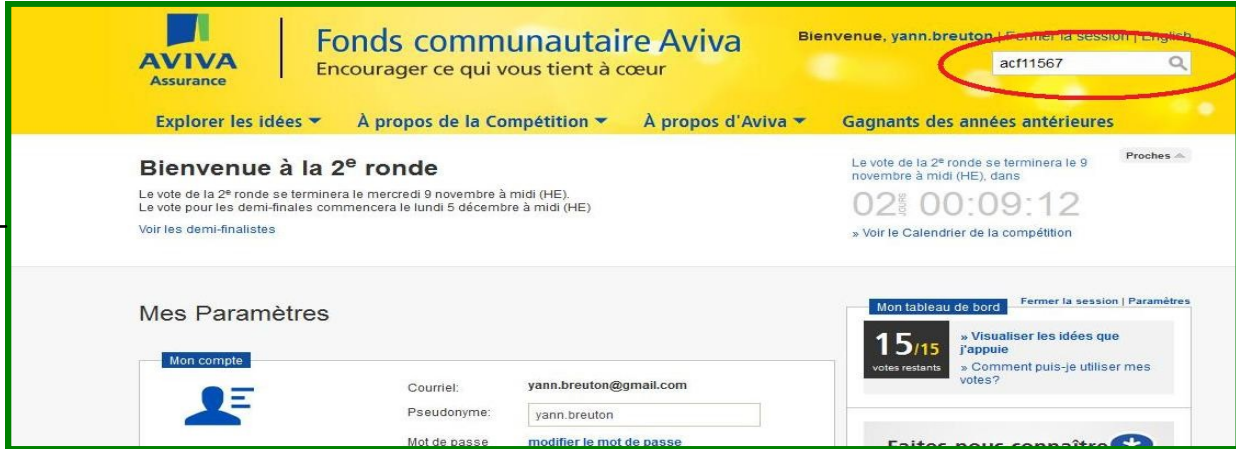 AVIVA
Assurance
Fonds communautaire Aviva
Encourager ce qui vous tient à cœur
Bienvenue, yann.breuton | Fermer la session | English
acf11567
Explorer les idées À propos de la Compétition À propos d'Aviva Gagnants des années antérieures
Bienvenue à la 2e ronde
Le vote de la 2e ronde se terminera le mercredi 9 novembre à midi (HE).
Le vote pour les demi-finales commencera le lundi 5 décembre à midi (HE)
Voir les demi-finalistes
Proches
Le vote de la 2e ronde se terminera le 9
novembre à midi (HE), dans
02 JOURS 00:09:12
» Voir le Calendrier de la compétition
Mes Paramètres
Mon compte
Courriel: yann.breuton@gmail.com
Pseudonyme: yann.breuton
Mot de passe modifier le mot de passe
Mon tableau de bord
Fermer la session | Paramètres
15/15
votes restants
» Visualiser les idées que
j'appuie
» Comment puis-je utiliser mes
votes?
Faites-nous connaître